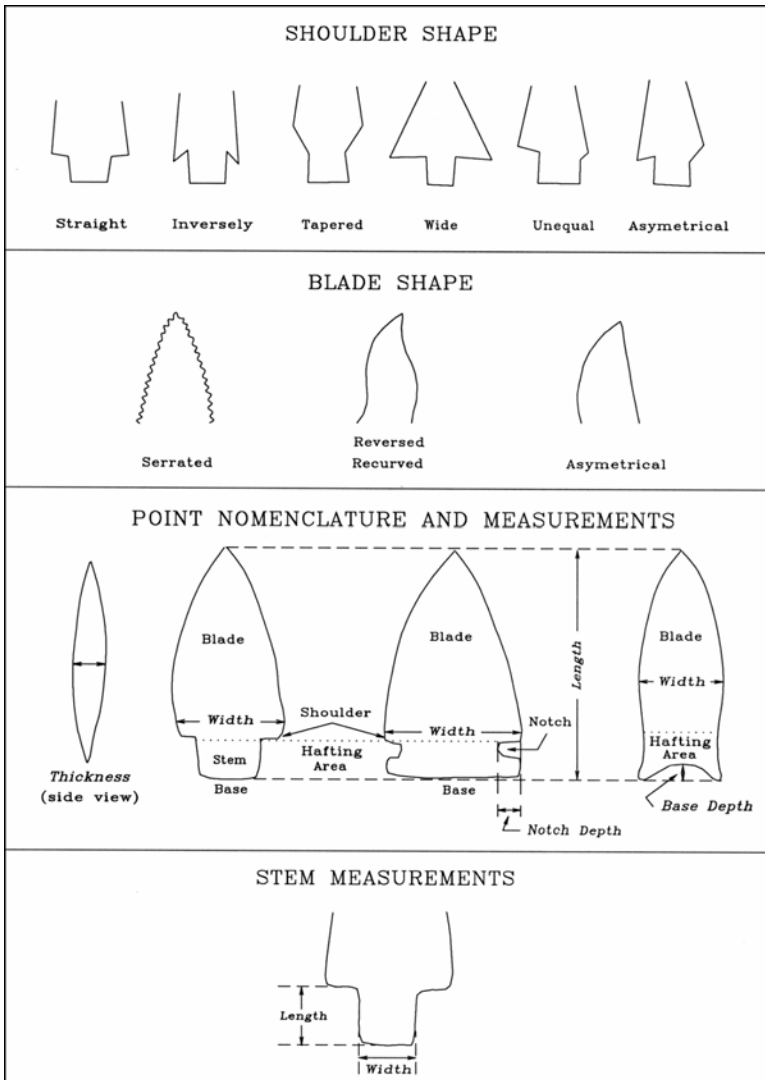 SHOULDER SHAPE
Straight
Inversely
Tapered
Wide
Unequal
Asymetrical
BLADE SHAPE
Serrated
Reversed
Recurved
Asymetrical
POINT NOMENCLATURE AND MEASUREMENTS
Thickness
(side view)
Blade
Width
Stem
Base
Shoulder
Hafting
Area
Blade
Width
Base
Notch
Notch Depth
Length
Blade
Width
Hafting
Area
Base Depth
STEM MEASUREMENTS
Length
Width